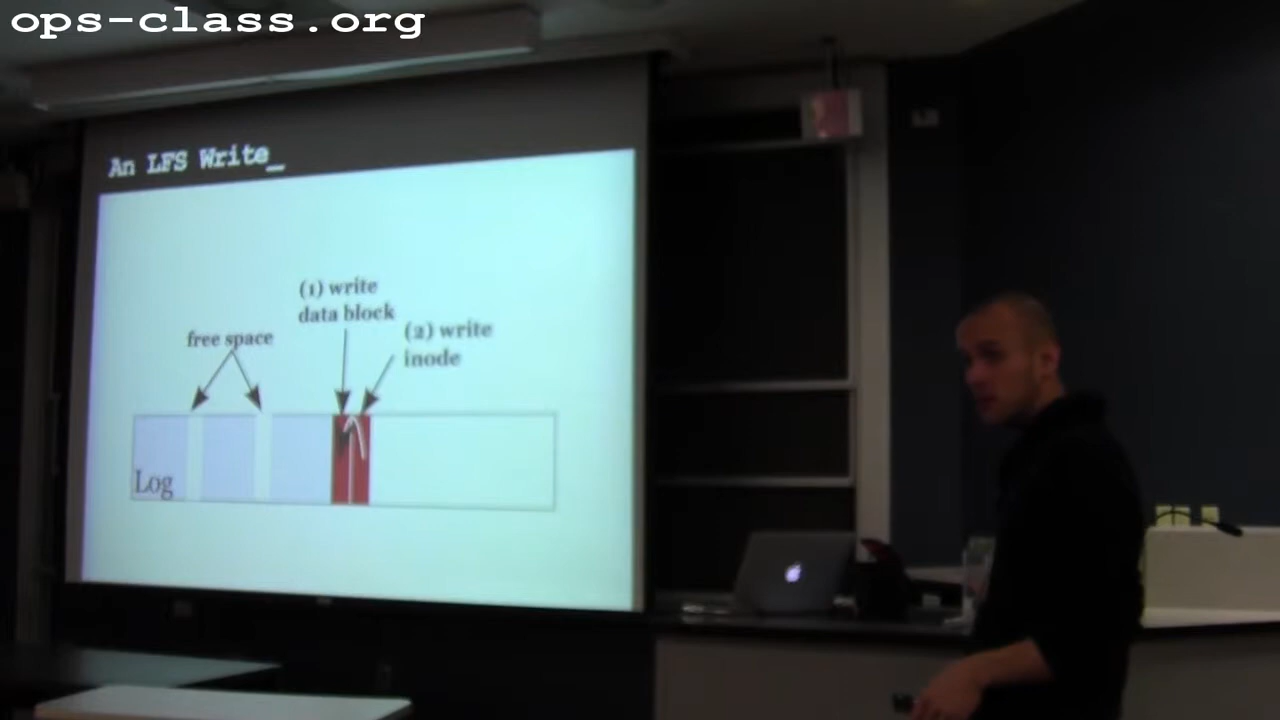 ops-class.org
An LFS Write_
(1) write
data block
(2) write
inode
free space
Log